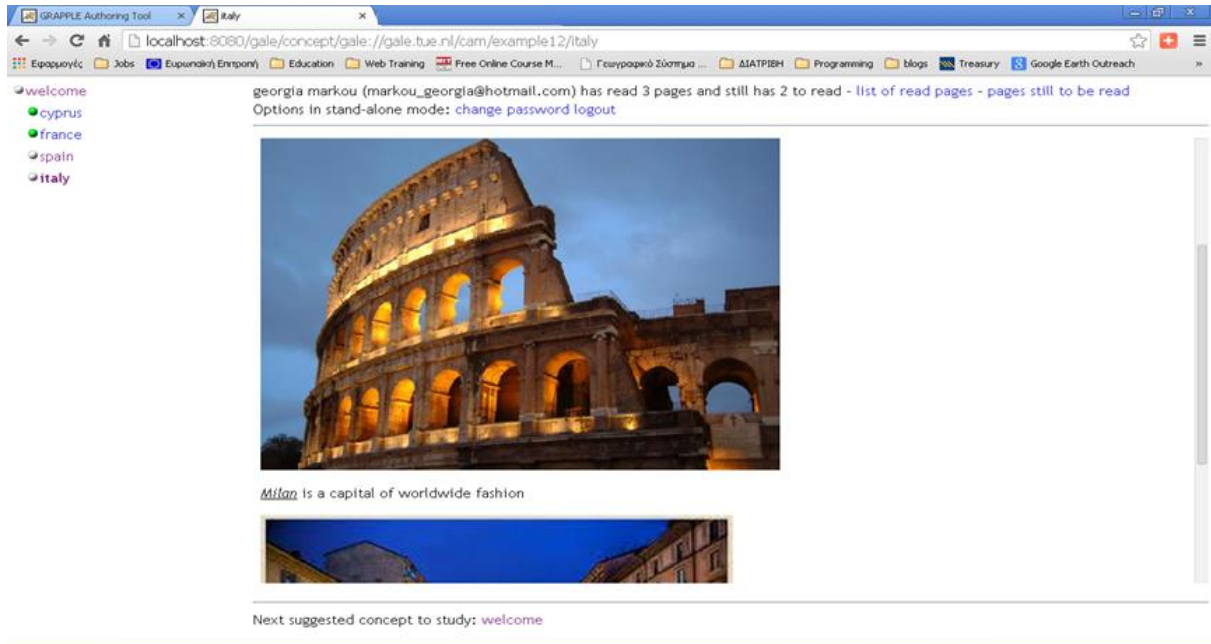 GRAPPLE Authoring Tool
italy
localhost:8080/gale/concept/gale://gale.tue.nl/cam/example12/italy
Εφαρμογές Jobs Ευρωπαϊκή Επιτροπή Education Web Training Free Online Course M... Γεωγραφικό Σύστημα ... ΔΙΑΤΡΙΒΗ Programming blogs Treasury Google Earth Outreach »
welcome
cyprus
france
spain
italy
georgia markou (markou_georgia@hotmail.com) has read 3 pages and still has 2 to read - list of read pages - pages still to be read
Options in stand-alone mode: change password logout
Milan is a capital of worldwide fashion
Next suggested concept to study: welcome